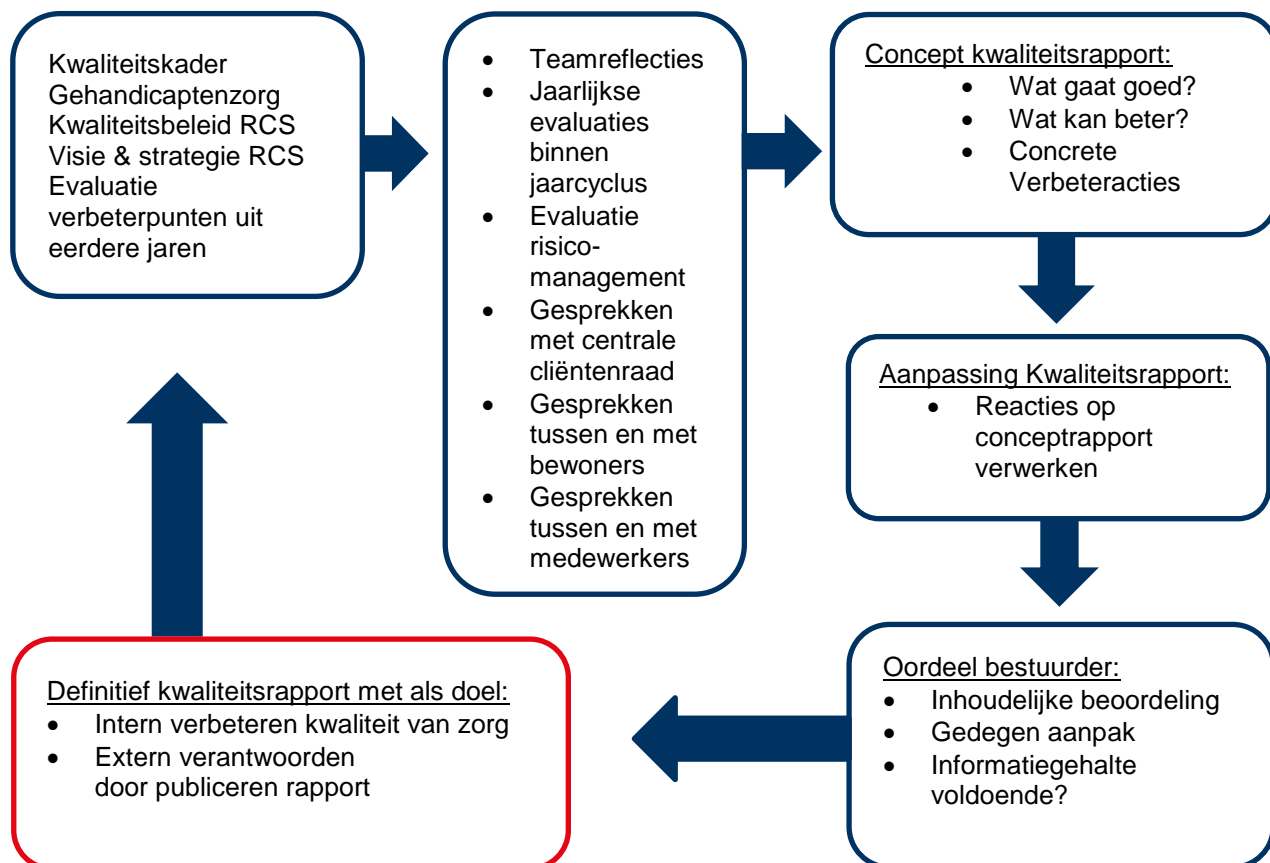 Kwaliteitskader
Gehandicaptenzorg
Kwaliteitsbeleid RCS
Visie & strategie RCS
Evaluatie
verbeterpunten uit
eerdere jaren
• Teamreflecties
• Jaarlijkse
evaluaties
binnen
jaarcyclus
• Evaluatie
risico-
management
• Gesprekken
met centrale
cliëntenraad
• Gesprekken
tussen en met
bewoners
• Gesprekken
tussen en met
medewerkers
Concept kwaliteitsrapport:
• Wat gaat goed?
• Wat kan beter?
• Concrete
Verbeteracties
Aanpassing Kwaliteitsrapport:
• Reacties op
conceptrapport
verwerken
Oordeel bestuurder:
• Inhoudelijke beoordeling
• Gedegen aanpak
• Informatiegehalte
voldoende?
Definitief kwaliteitsrapport met als doel:
• Intern verbeteren kwaliteit van zorg
• Extern verantwoorden
door publiceren rapport